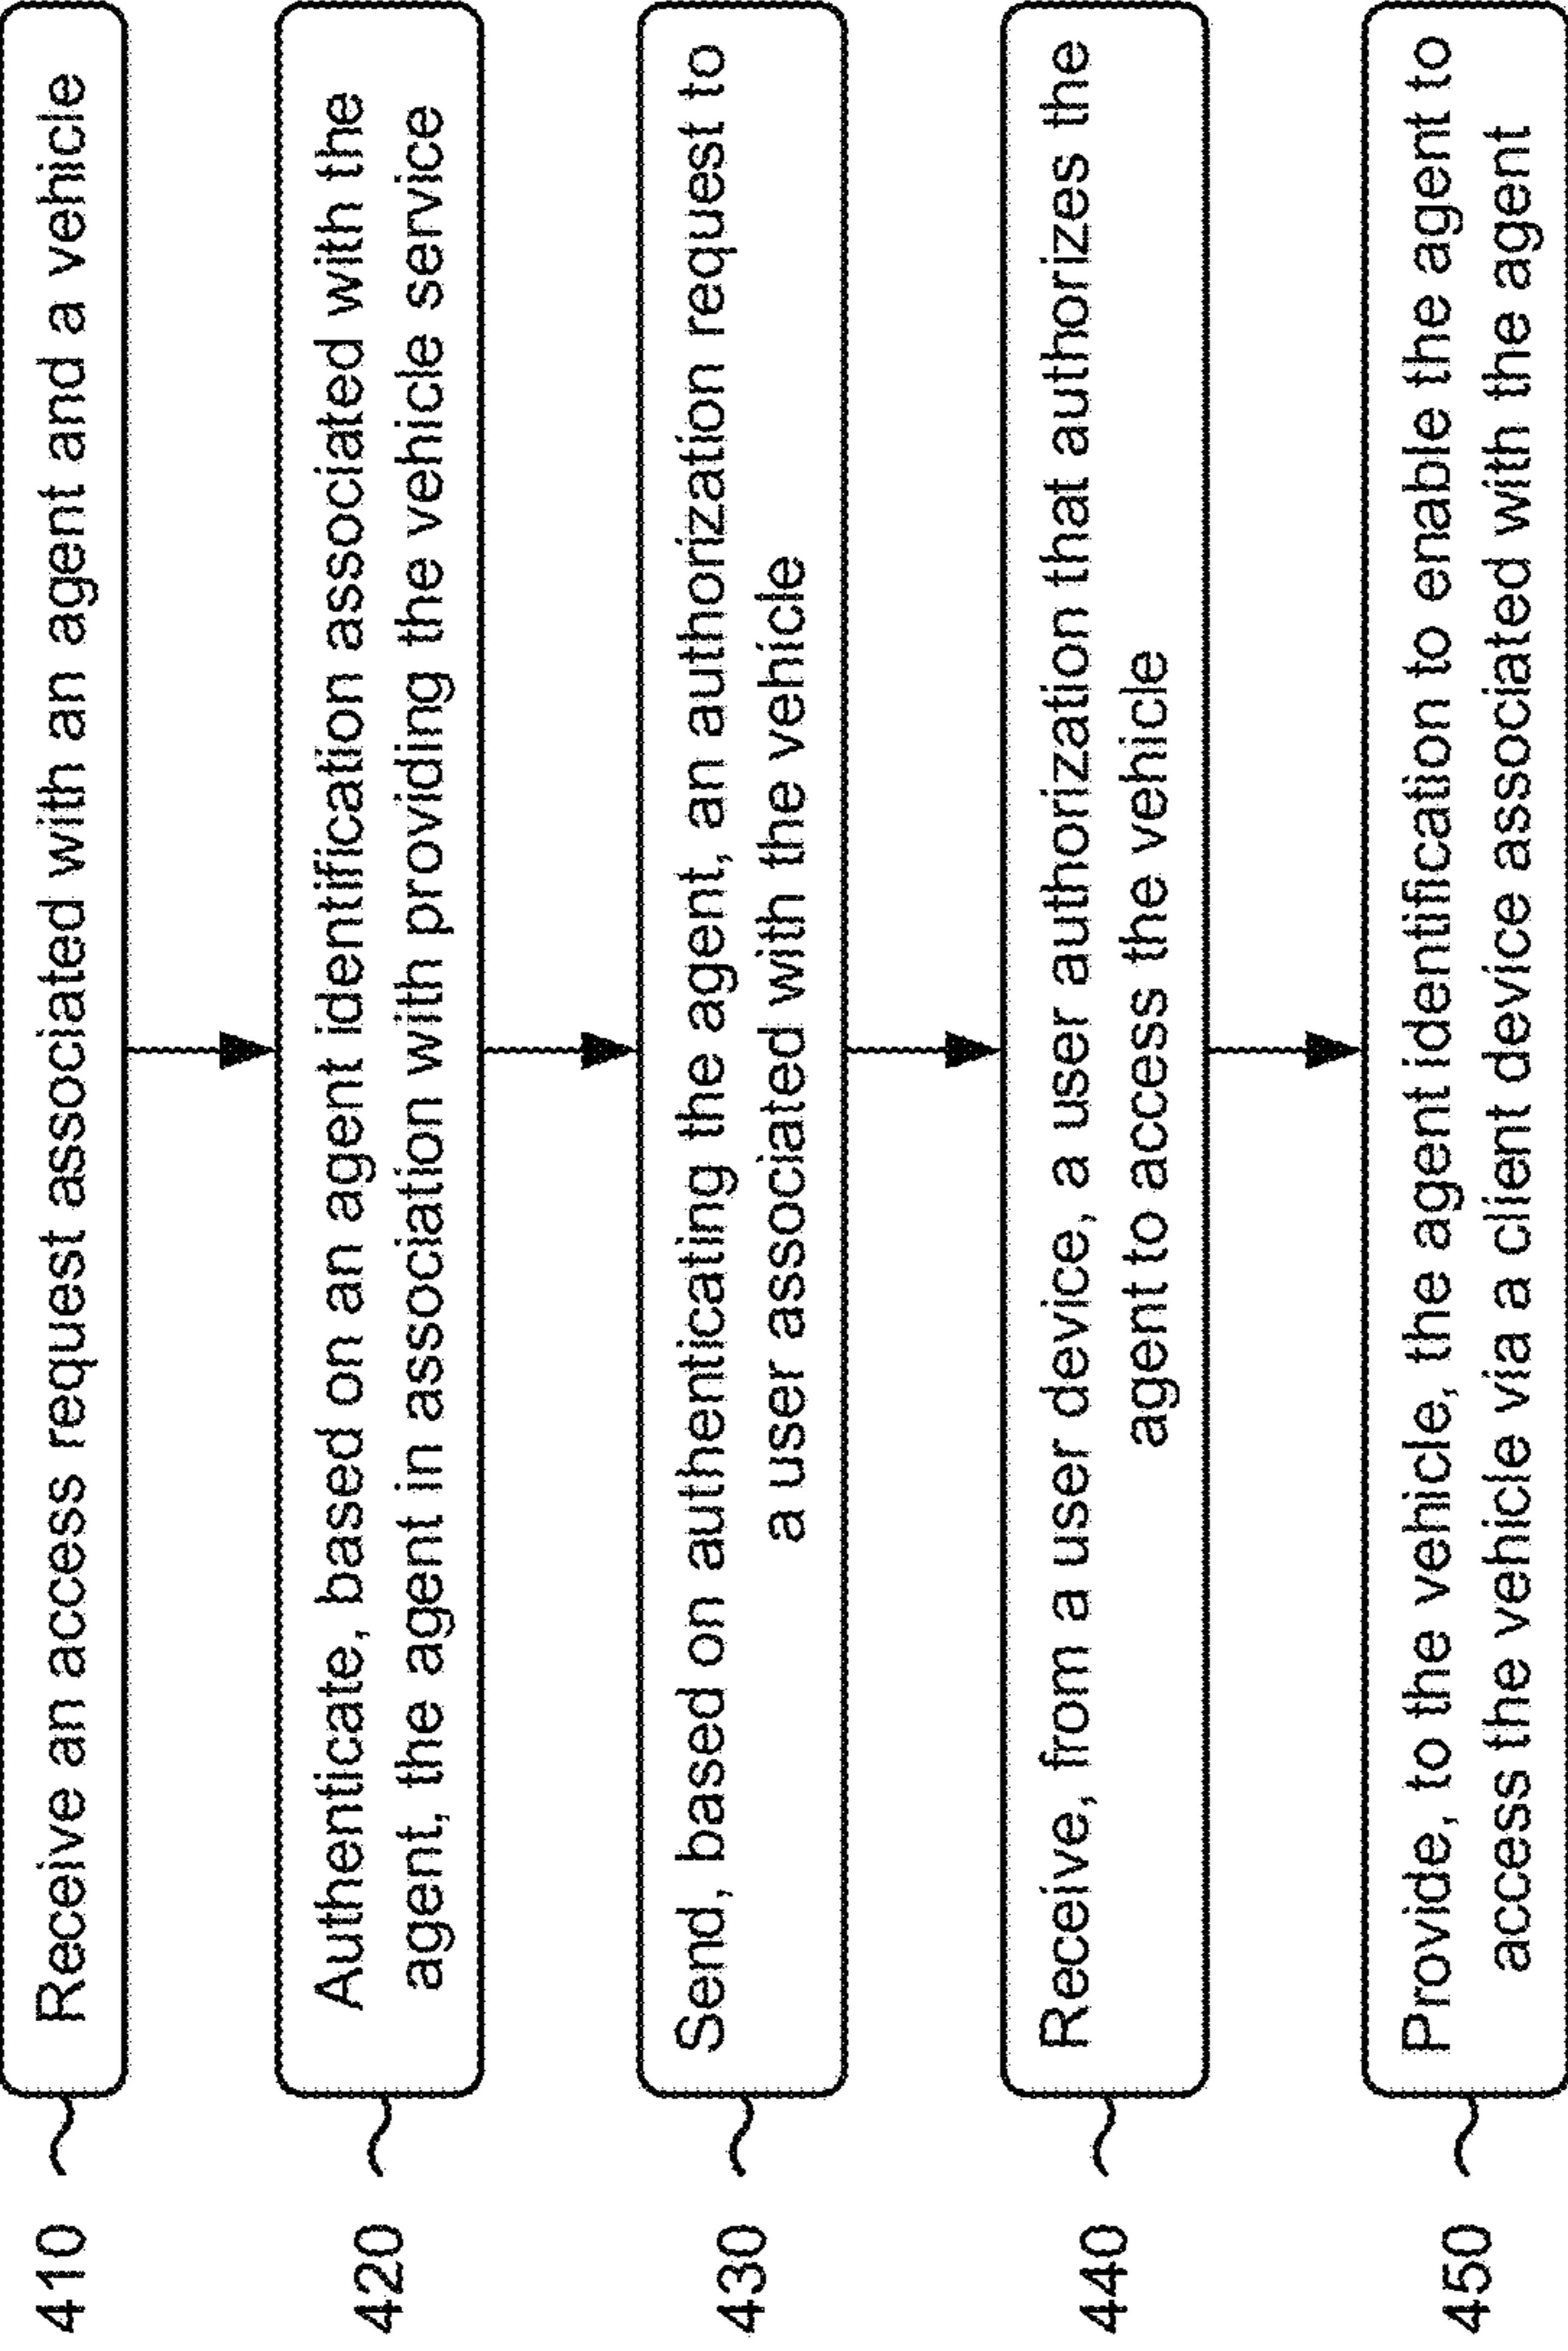 410
Receive an access request associated with an agent and a vehicle
420
Authenticate, based on an agent identification associated with the
agent, the agent in association with providing the vehicle service
430
Send, based on authenticating the agent, an authorization request to
a user associated with the vehicle
440
Receive, from a user device, a user authorization that authorizes the
agent to access the vehicle
450
Provide, to the vehicle, the agent identification to enable the agent to
access the vehicle via a client device associated with the agent